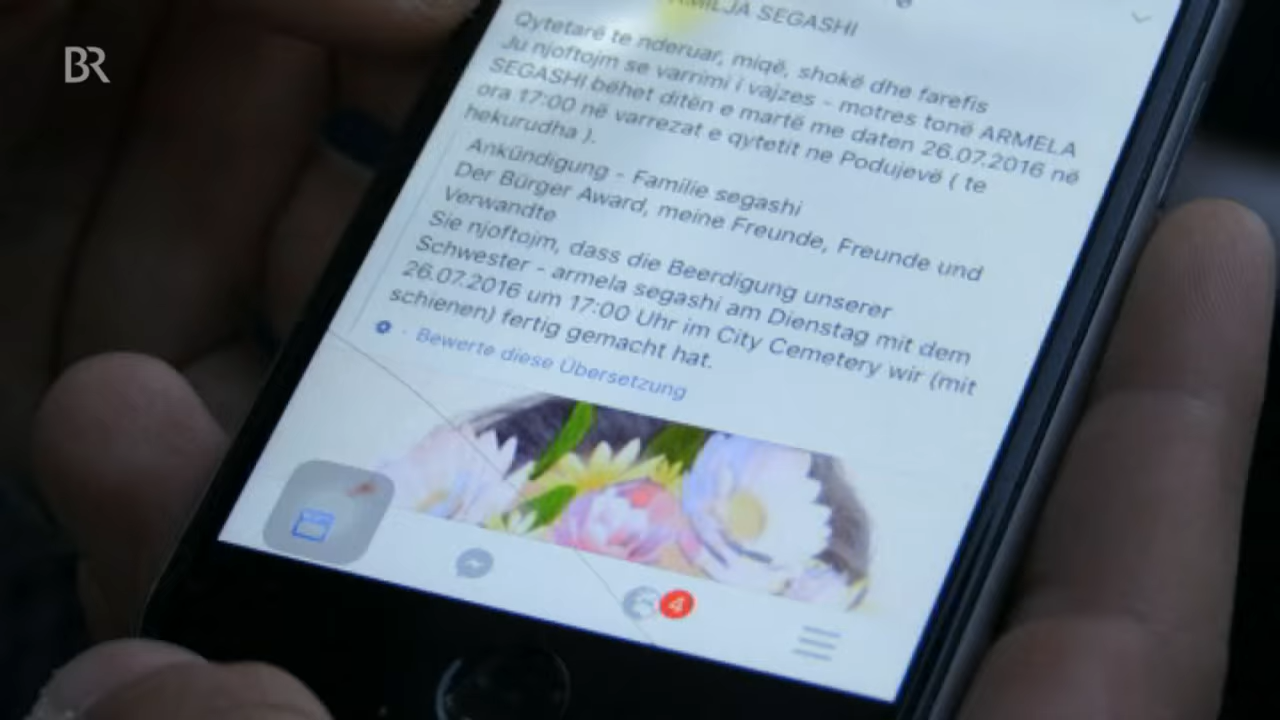 BR
AMILJA SEGASHI
Qytetarë te nderuar, miqë, shokë dhe farefis
Ju njoftojm se varrimi i vajzes - motres tonë ARMELA
SEGASHI bëhet ditën e martë me daten 26.07.2016 në
ora 17:00 në varrezat e qytetit ne Podujevë ( te
hekurudha ).
Ankündigung - Familie segashi
Der Bürger Award, meine Freunde, Freunde und
Verwandte
Sie njoftojm, dass die Beerdigung unserer
Schwester - armela segashi am Dienstag mit dem
26.07.2016 um 17:00 Uhr im City Cemetery wir (mit
schienen) fertig gemacht hat.
· Bewerte diese Übersetzung
4